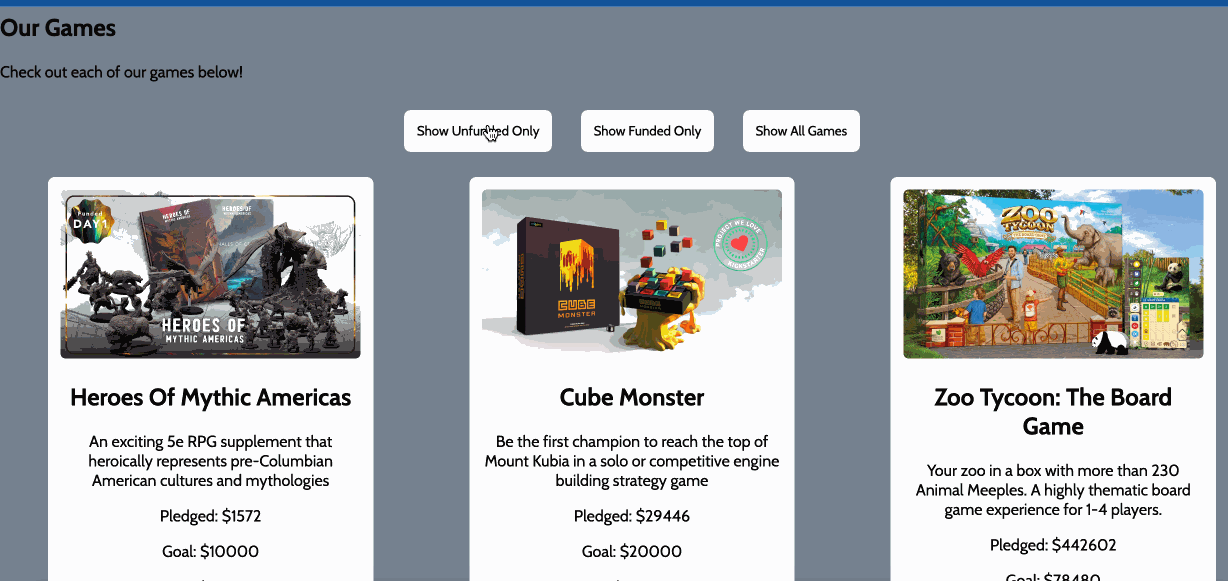 Our Games
Check out each of our games below!
Show Unfunded Only
Show Funded Only
Show All Games
Funded
DAY 1
HEROES OF
MYTHIC AMERICAS
HEROES OF
MYTHIC AMERICAS
CUBE
MONSTER
PROJECT WE LOVE
KICKSTARTER
ZOO
TYCOON
THE BOARD GAME
Heroes Of Mythic Americas
An exciting 5e RPG supplement that
heroically represents pre-Columbian
American cultures and mythologies
Pledged: $1572
Goal: $10000
Cube Monster
Be the first champion to reach the top of
Mount Kubia in a solo or competitive engine
building strategy game
Pledged: $29446
Goal: $20000
Zoo Tycoon: The Board
Game
Your zoo in a box with more than 230
Animal Meeples. A highly thematic board
game experience for 1-4 players.
Pledged: $442602
Goal: $78480